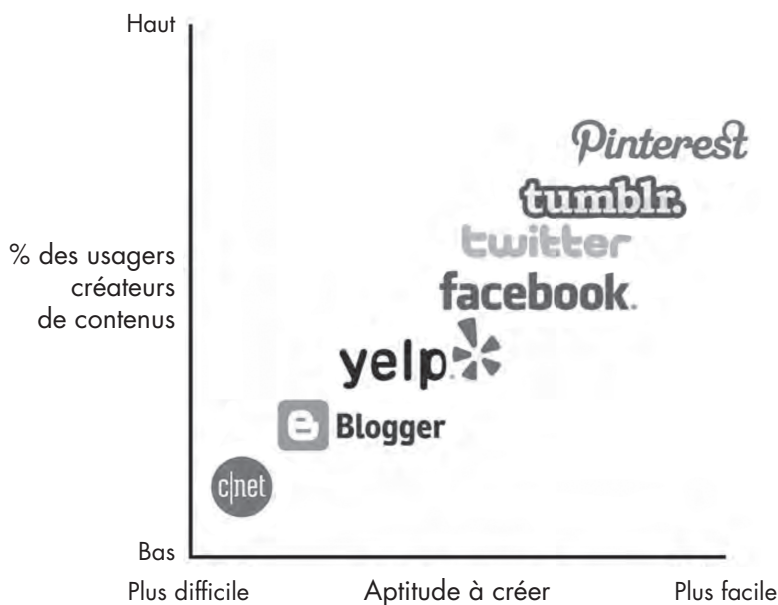 Haut
Pinterest
tumblr.
twitter
% des usagers
créateurs
de contenus
facebook.
yelp
Blogger
c|net
Bas
Plus difficile Aptitude à créer Plus facile